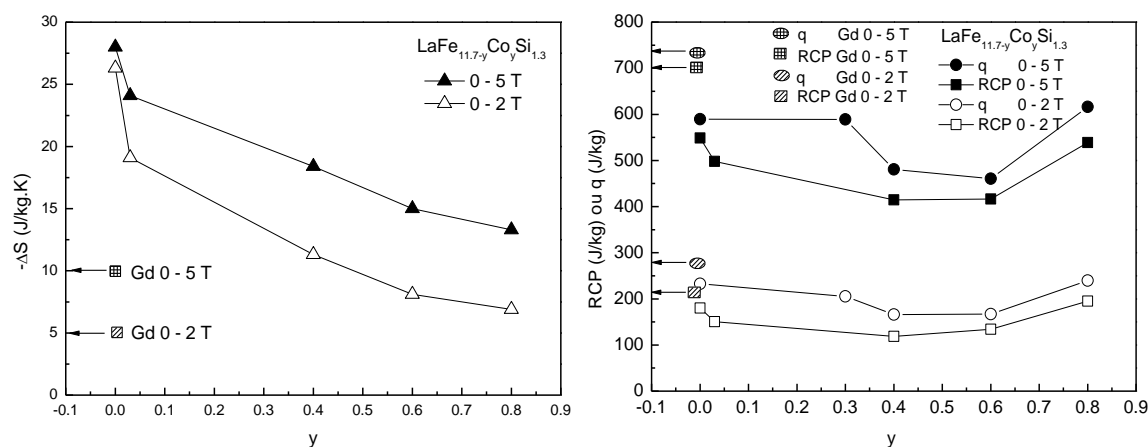 30
25
20
15
10
5
0
-ΔS (J/kg.K)
LaFe11.7-yCoySi1.3
0 - 5 T
0 - 2 T
Gd 0 - 5 T
Gd 0 - 2 T
-0.1 0.0 0.1 0.2 0.3 0.4 0.5 0.6 0.7 0.8 0.9
y
800
700
600
500
400
300
200
100
0
RCP (J/kg) ou q (J/kg)
q Gd 0 - 5 T
RCP Gd 0 - 5 T
q Gd 0 - 2 T
RCP Gd 0 - 2 T
LaFe11.7-yCoySi1.3
q 0 - 5 T
RCP 0 - 5 T
q 0 - 2 T
RCP 0 - 2 T
-0.1 0.0 0.1 0.2 0.3 0.4 0.5 0.6 0.7 0.8 0.9
y